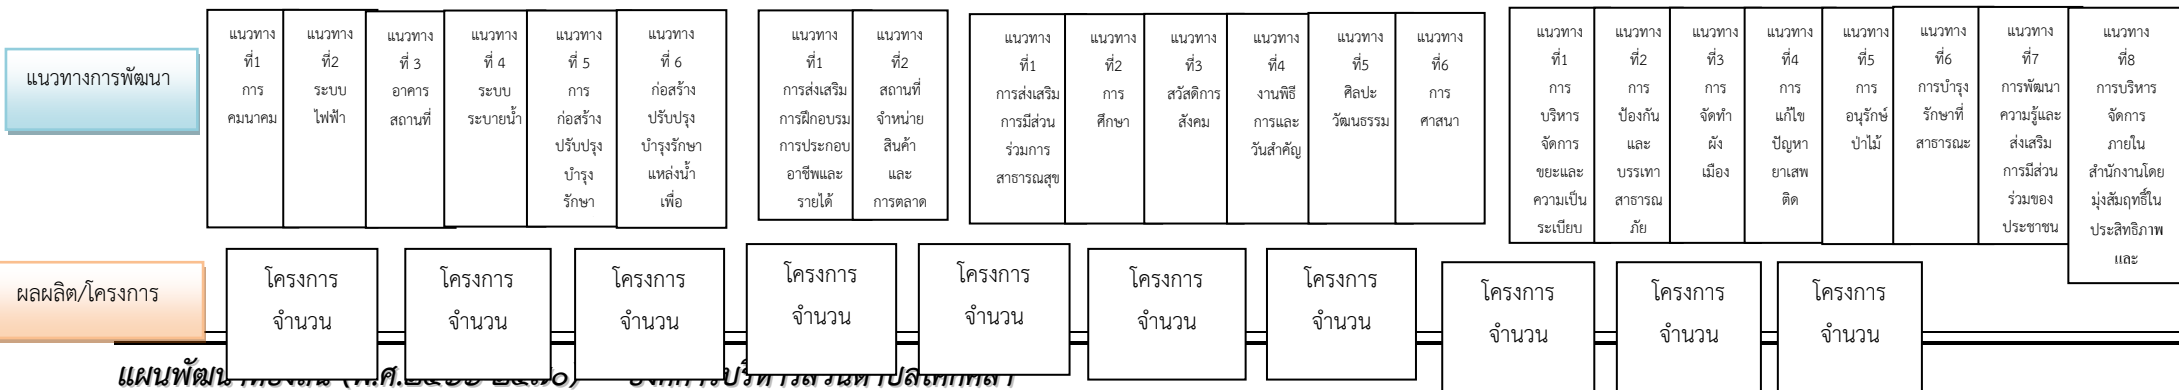 แนวทางการพัฒนา
แนวทาง
ที่1
การ
คมนาคม
แนวทาง
ที่2
ระบบ
ไฟฟ้า
แนวทาง
ที่ 3
อาคาร
สถานที่
แนวทาง
ที่ 4
ระบบ
ระบายน้ำ
แนวทาง
ที่ 5
การ
ก่อสร้าง
ปรับปรุง
บำรุง
รักษา
แนวทาง
ที่ 6
ก่อสร้าง
ปรับปรุง
บำรุงรักษา
แหล่งน้ำ
เพื่อ
แนวทาง
ที่1
การส่งเสริม
การฝึกอบรม
การประกอบ
อาชีพและ
รายได้
แนวทาง
ที่2
สถานที่
จำหน่าย
สินค้า
และ
การตลาด
แนวทาง
ที่1
การส่งเสริม
การมีส่วน
ร่วมการ
สาธารณสุข
แนวทาง
ที่2
การ
ศึกษา
แนวทาง
ที่3
สวัสดิการ
สังคม
แนวทาง
ที่4
งานพิธี
การและ
วันสำคัญ
แนวทาง
ที่5
ศิลปะ
วัฒนธรรม
แนวทาง
ที่6
การ
ศาสนา
แนวทาง
ที่1
การ
บริหาร
จัดการ
ขยะและ
ความเป็น
ระเบียบ
แนวทาง
ที่2
การ
ป้องกัน
และ
บรรเทา
สาธารณ
ภัย
แนวทาง
ที่3
การ
จัดทำ
ผัง
เมือง
แนวทาง
ที่4
การ
แก้ไข
ปัญหา
ยาเสพ
ติด
แนวทาง
ที่5
การ
อนุรักษ์
ป่าไม้
แนวทาง
ที่6
การบำรุง
รักษาที่
สาธารณะ
แนวทาง
ที่7
การพัฒนา
ความรู้และ
ส่งเสริม
การมีส่วน
ร่วมของ
ประชาชน
แนวทาง
ที่8
การบริหาร
จัดการ
ภายใน
สำนักงานโดย
มุ่งสัมฤทธิ์ใน
ประสิทธิภาพ
และ
ผลผลิต/โครงการ
โครงการ
จำนวน
โครงการ
จำนวน
โครงการ
จำนวน
โครงการ
จำนวน
โครงการ
จำนวน
โครงการ
จำนวน
โครงการ
จำนวน
โครงการ
จำนวน
โครงการ
จำนวน
โครงการ
จำนวน